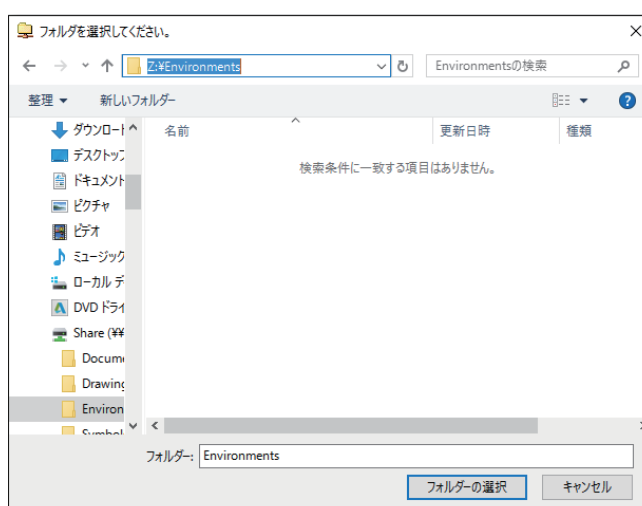 フォルダを選択してください。
Z:¥Environments
Environmentsの検索
整理
新しいフォルダー
名前
更新日時
種類
検索条件に一致する項目はありません。
ダウンロード
デスクトップ
ドキュメント
ピクチャ
ビデオ
ミュージック
ローカル デ
DVD ドライ
Share (¥¥
Docum
Drawing
Environ
Symbol
フォルダー:
Environments
フォルダーの選択
キャンセル